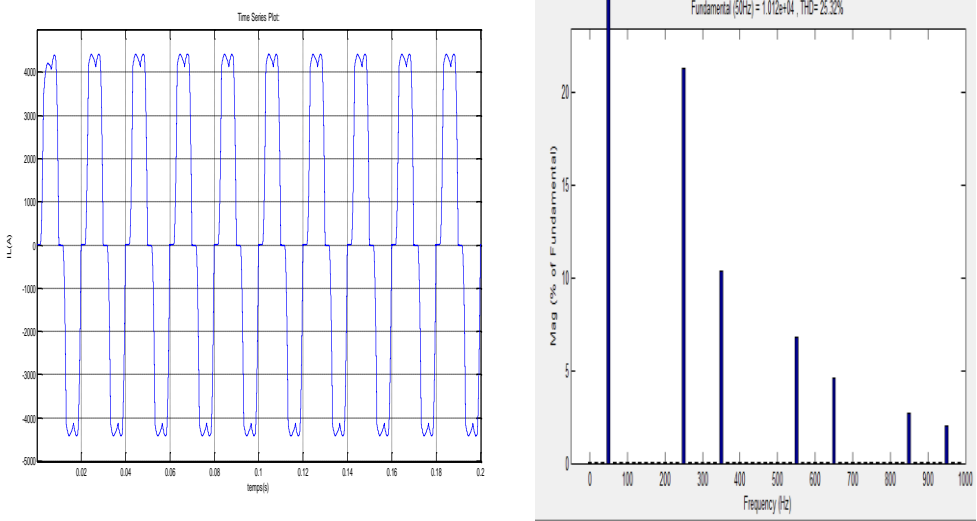 Time Series Plot:
4000
3000
2000
1000
0
-1000
-2000
-3000
-4000
-5000
IL(A)
0.02 0.04 0.06 0.08 0.1 0.12 0.14 0.16 0.18 0.2
temps(s)
Fundamental (50Hz) = 1.012e+04 , THD= 25.32%
20
15
10
5
0
Mag (% of Fundamental)
0 100 200 300 400 500 600 700 800 900 1000
Frequency (Hz)